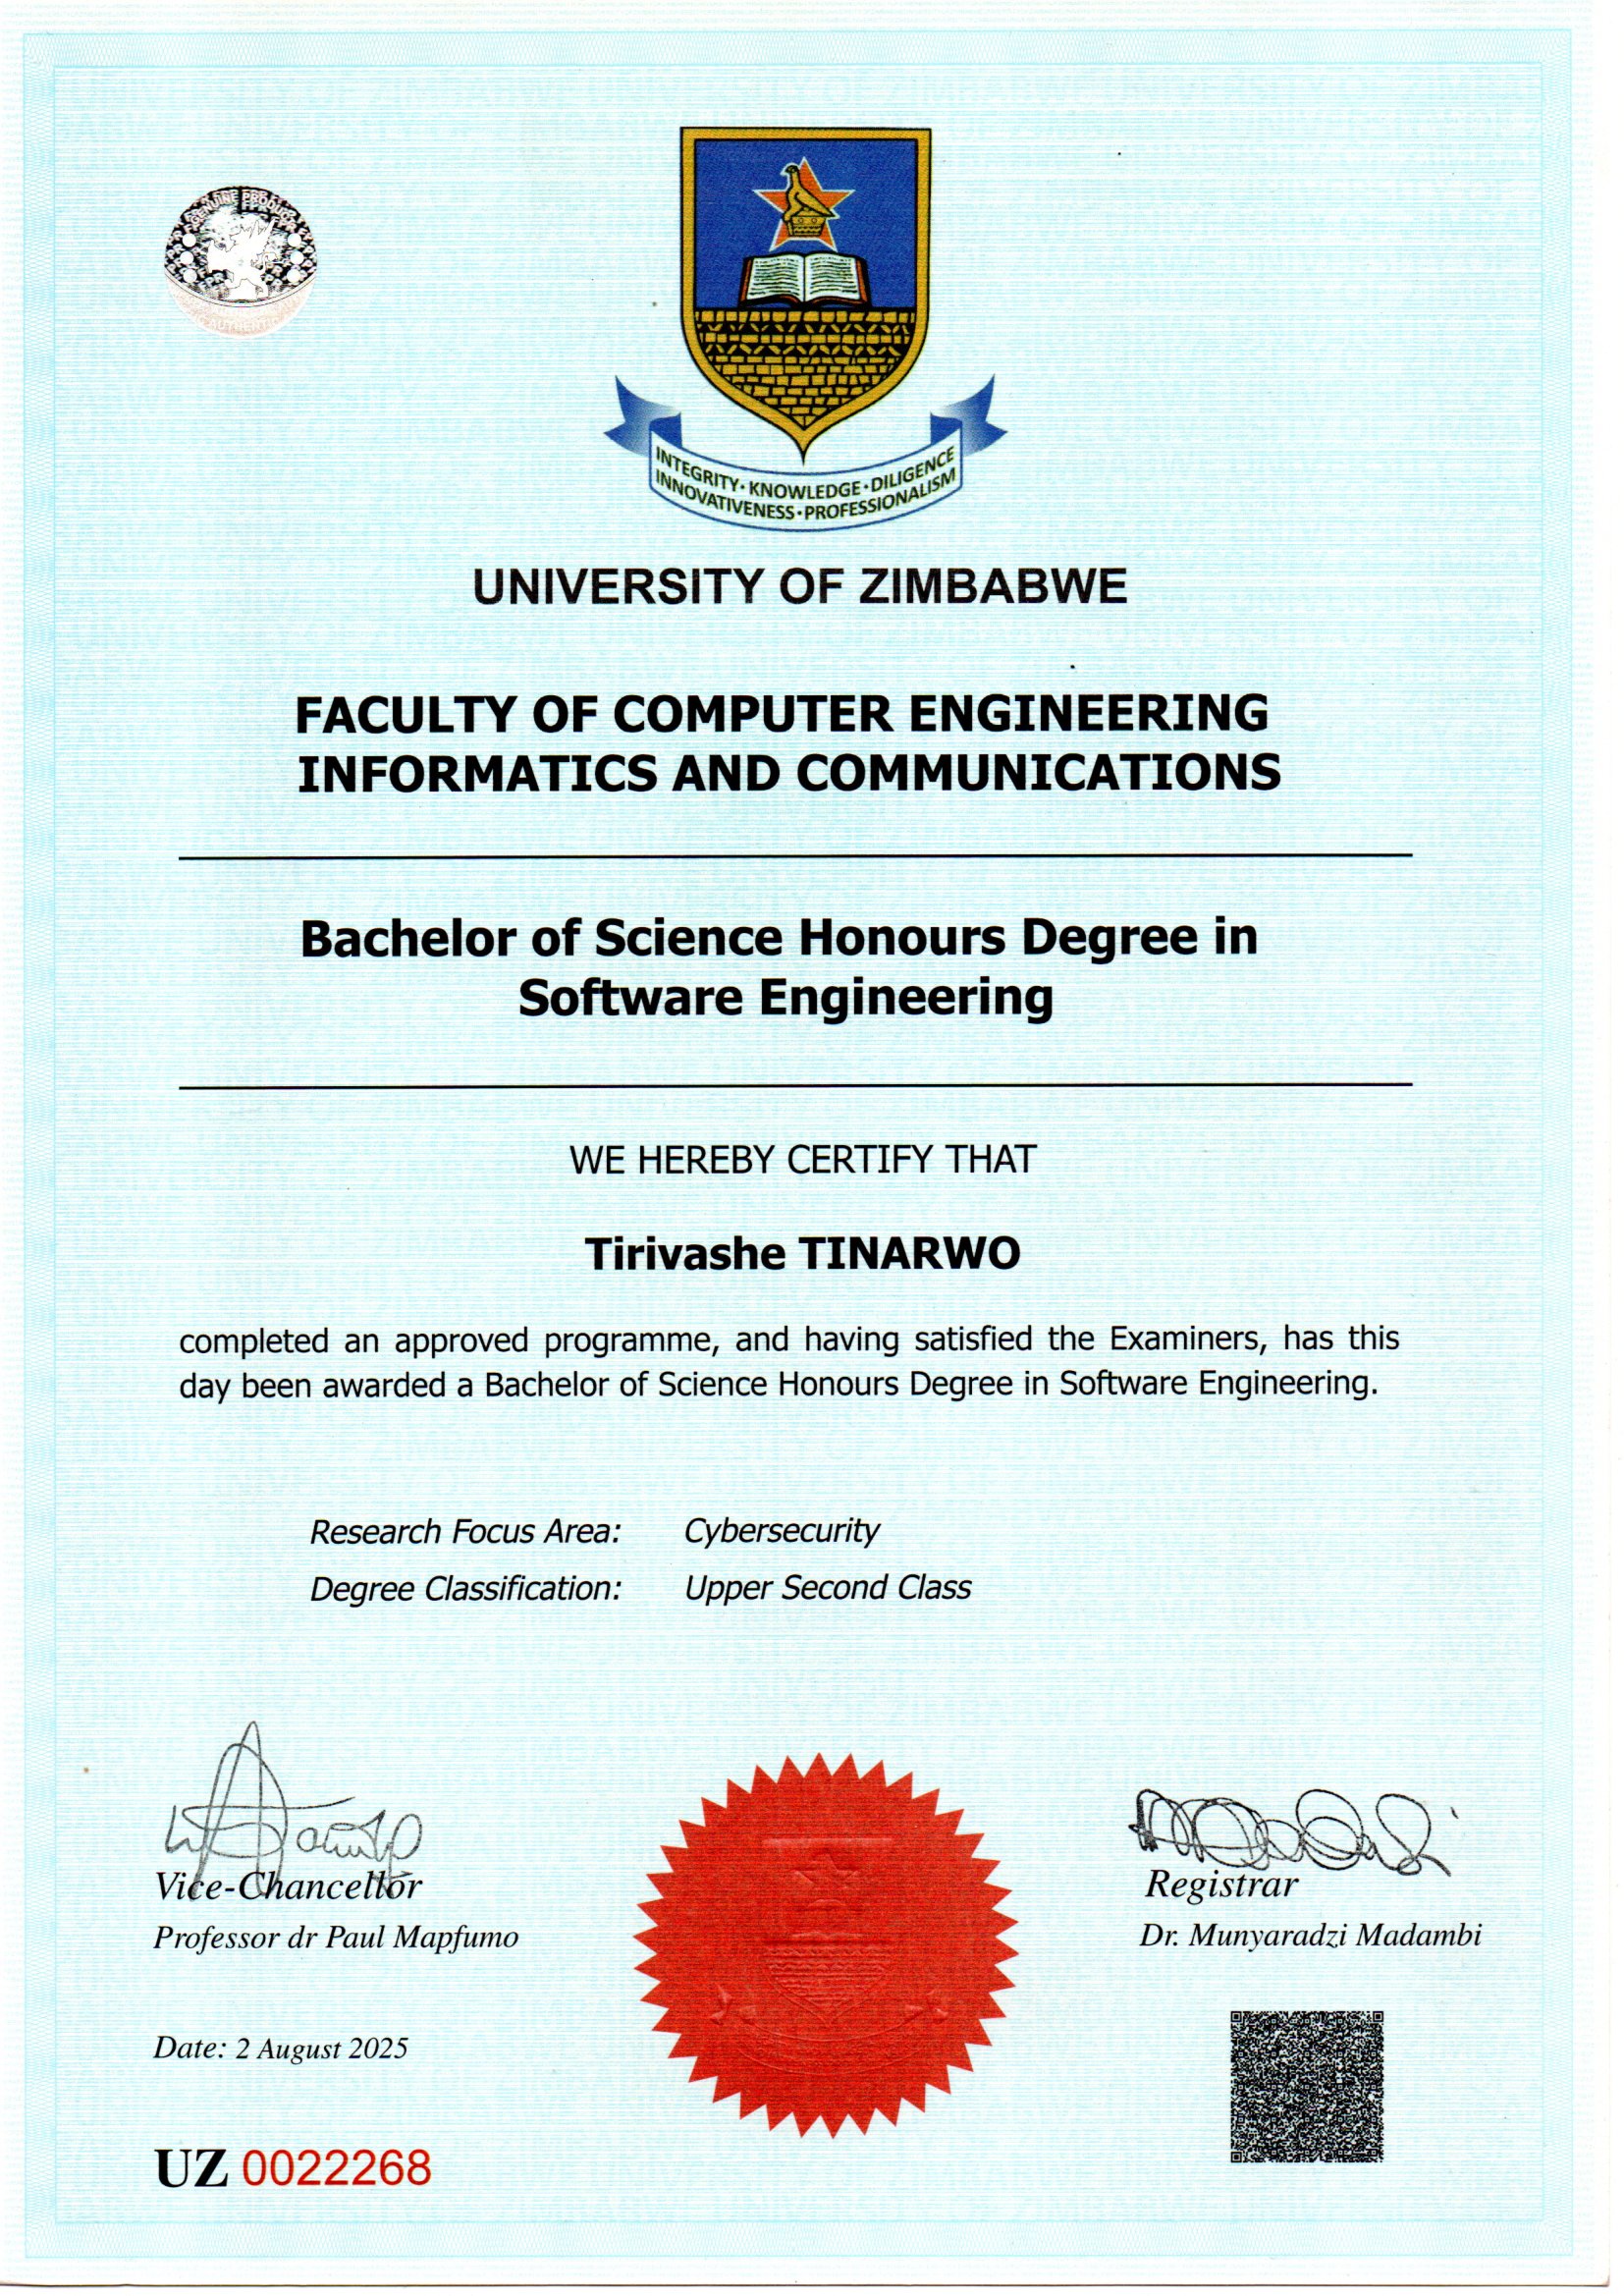 GENUINE PRODUCT
AUTHENTI
INTEGRITY·KNOWLEDGE·DILIGENCE
INNOVATIVENESS·PROFESSIONALISM
UNIVERSITY OF ZIMBABWE
FACULTY OF COMPUTER ENGINEERING
INFORMATICS AND COMMUNICATIONS
Bachelor of Science Honours Degree in
Software Engineering
WE HEREBY CERTIFY THAT
Tirivashe TINARWO
completed an approved programme, and having satisfied the Examiners, has this
day been awarded a Bachelor of Science Honours Degree in Software Engineering.
Research Focus Area: Cybersecurity
Degree Classification: Upper Second Class
Vice-Chancellor
Professor dr Paul Mapfumo
Registrar
Dr. Munyaradzi Madambi
Date: 2 August 2025
UZ 0022268